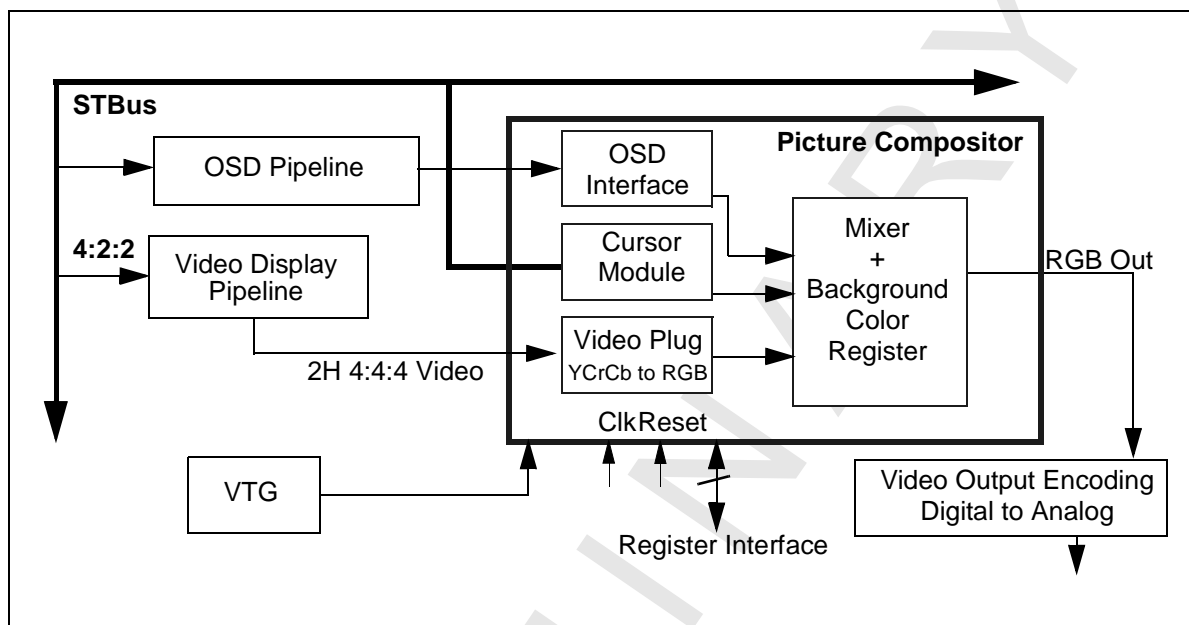 STBus
OSD Pipeline
4:2:2
Video Display
Pipeline
2H 4:4:4 Video
VTG
Picture Compositor
OSD
Interface
Cursor
Module
Video Plug
YCrCb to RGB
ClkReset
Mixer
+
Background
Color
Register
RGB Out
Register Interface
Video Output Encoding
Digital to Analog
INARY